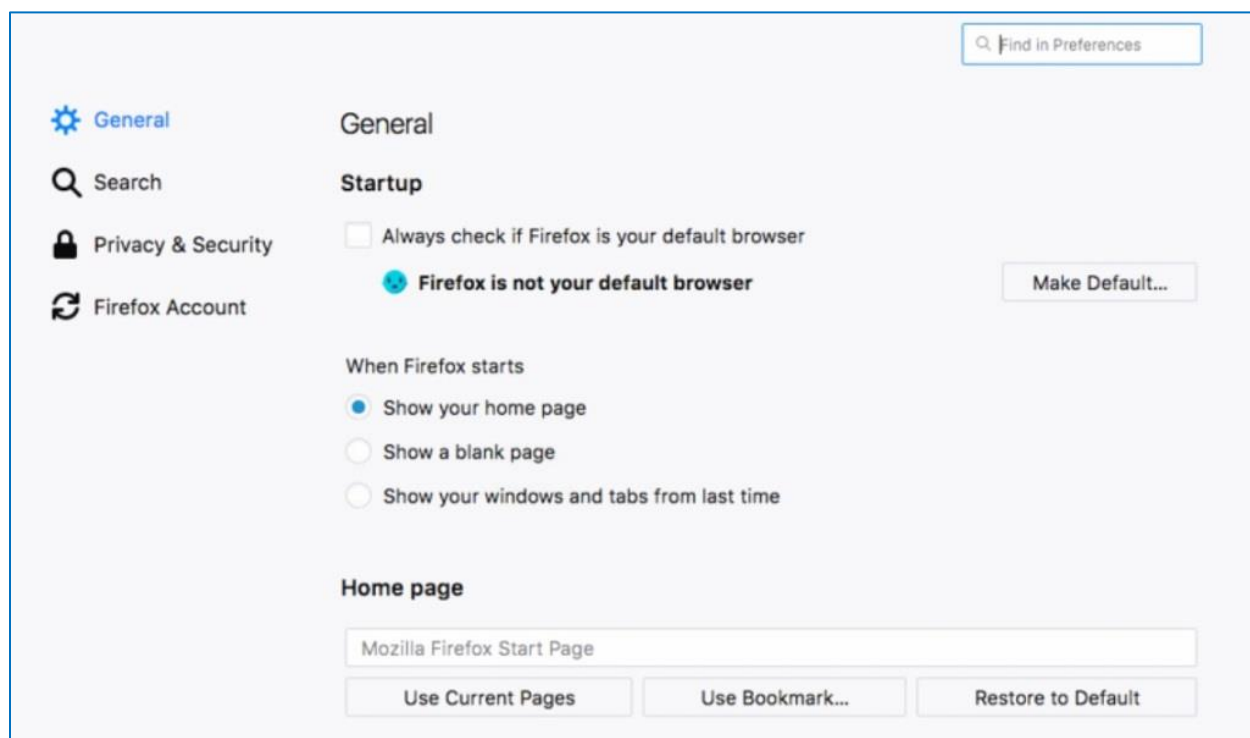 Find in Preferences
General
Search
Privacy & Security
Firefox Account
General
Startup
Always check if Firefox is your default browser
Firefox is not your default browser
Make Default...
When Firefox starts
Show your home page
Show a blank page
Show your windows and tabs from last time
Home page
Mozilla Firefox Start Page
Use Current Pages
Use Bookmark...
Restore to Default